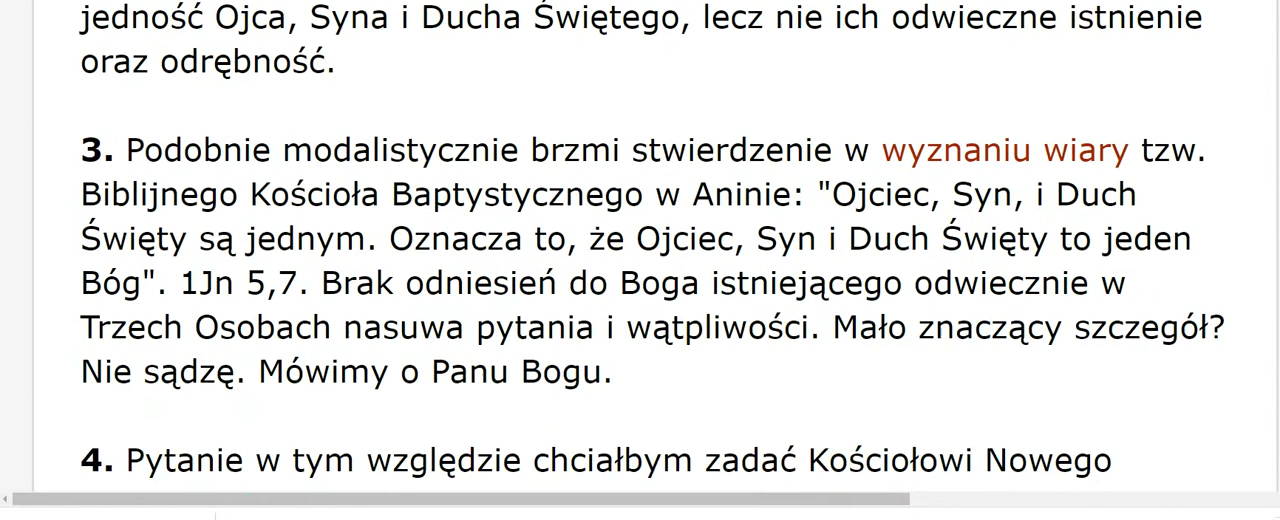 jedność Ojca, Syna i Ducha Świętego, lecz nie ich odwieczne istnienie
oraz odrębność.
3. Podobnie modalistycznie brzmi stwierdzenie w wyznaniu wiary tzw.
Biblijnego Kościoła Baptystycznego w Aninie: "Ojciec, Syn, i Duch
Święty są jednym. Oznacza to, że Ojciec, Syn i Duch Święty to jeden
Bóg". 1Jn 5,7. Brak odniesień do Boga istniejącego odwiecznie w
Trzech Osobach nasuwa pytania i wątpliwości. Mało znaczący szczegół?
Nie sądzę. Mówimy o Panu Bogu.
4. Pytanie w tym względzie chciałbym zadać Kościołowi Nowego